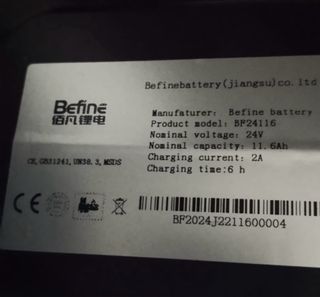 Befinebattery(jiangsu)co.ltd
Befine
佰凡锂电
Manufaturer: Befine battery
Product model: BF24116
Nominal voltage: 24V
Nominal capacity: 11.6Ah
Charging current: 2A
Charging time:6 h
CE,GB31241,UN38.3,MSDS
BF2024J2211600004